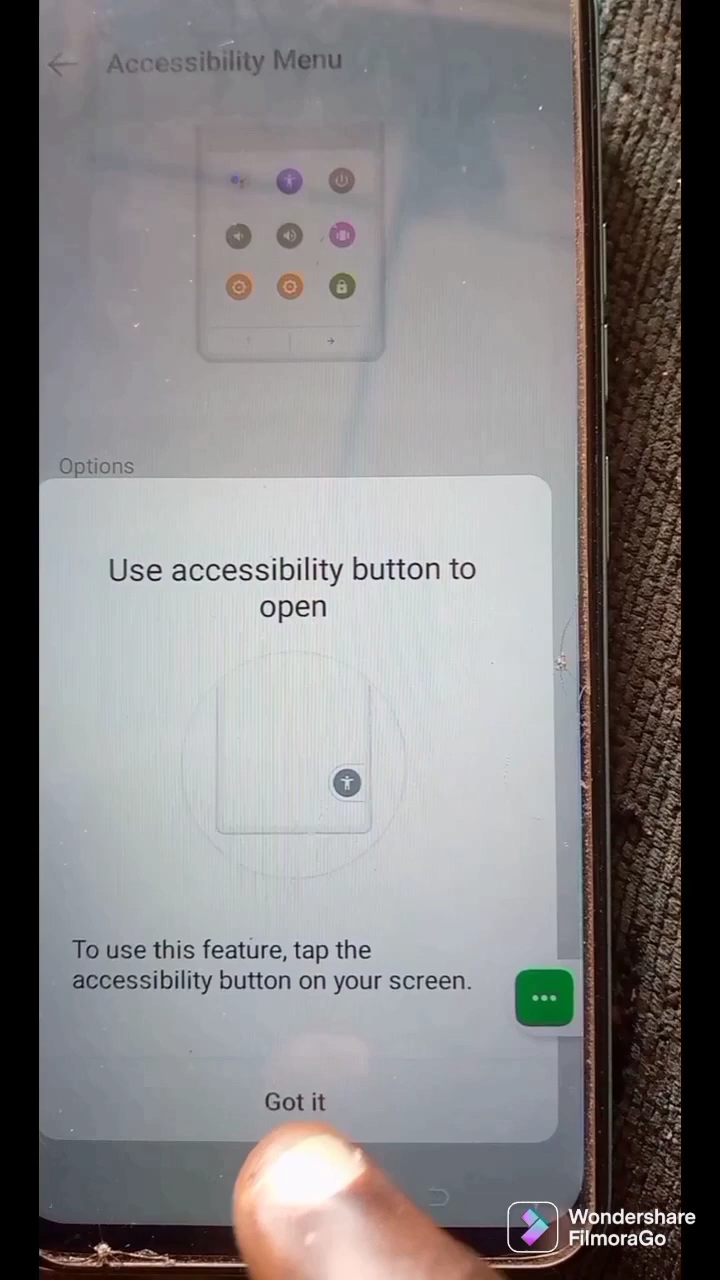 Accessibility Menu
Options
Use accessibility button to
open
To use this feature, tap the
accessibility button on your screen.
Got it
Wondershare
FilmoraGo